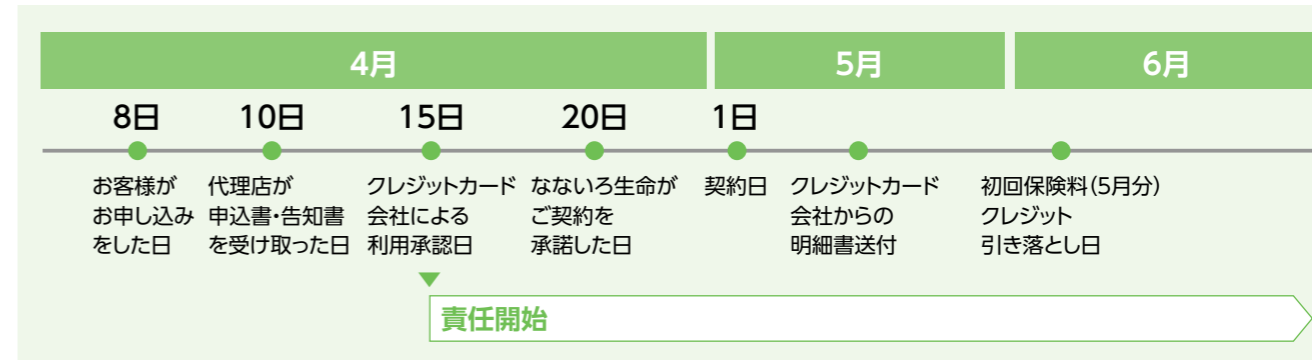 4月
5月
6月
8日
10日
15日
20日
1日
お客様が
お申し込み
をした日
代理店が
申込書・告知書
を受け取った日
クレジットカード
会社による
利用承認日
なないろ生命が
ご契約を
承諾した日
契約日
クレジットカード
会社からの
明細書送付
初回保険料(5月分)
クレジット
引き落とし日
責任開始